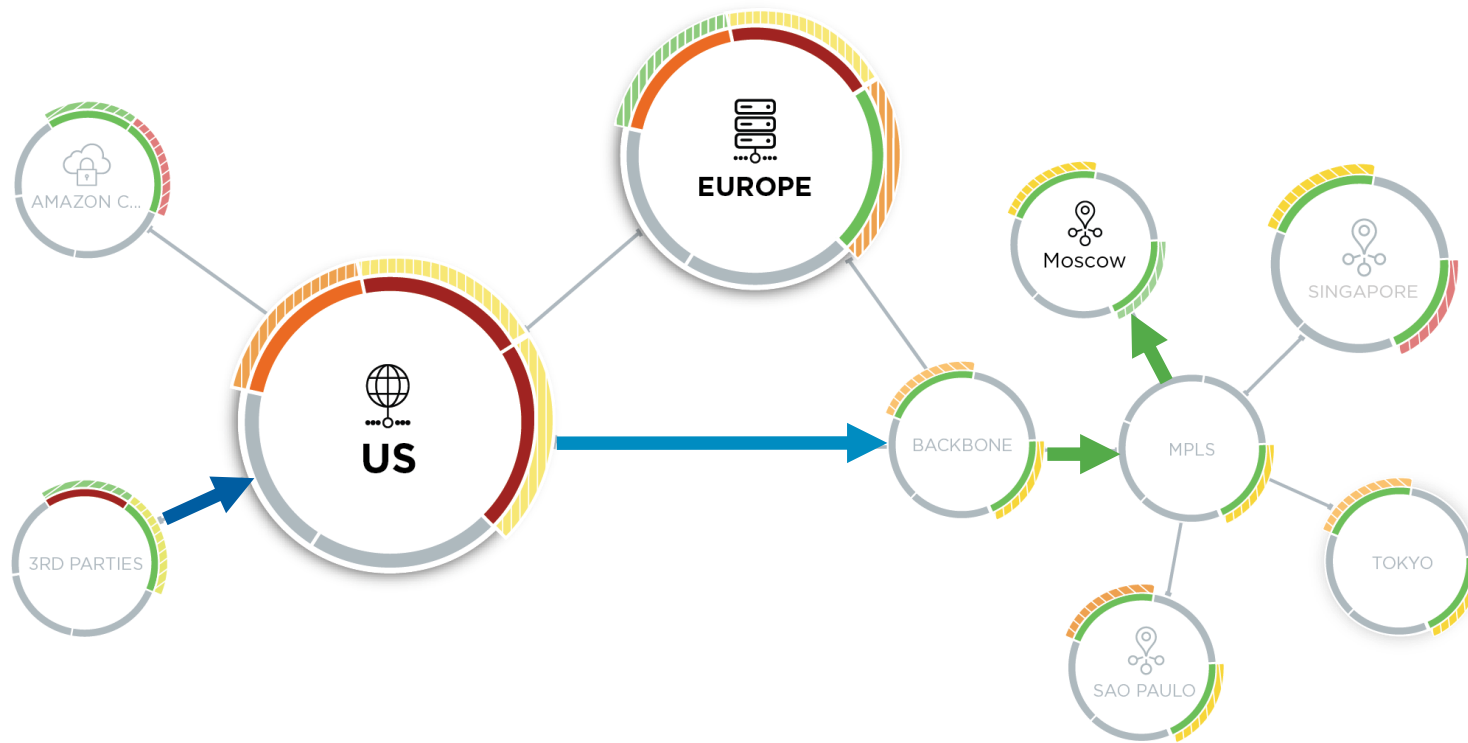 AMAZON C...
EUROPE
Moscow
SINGAPORE
US
BACKBONE
MPLS
3RD PARTIES
TOKYO
SAO PAULO